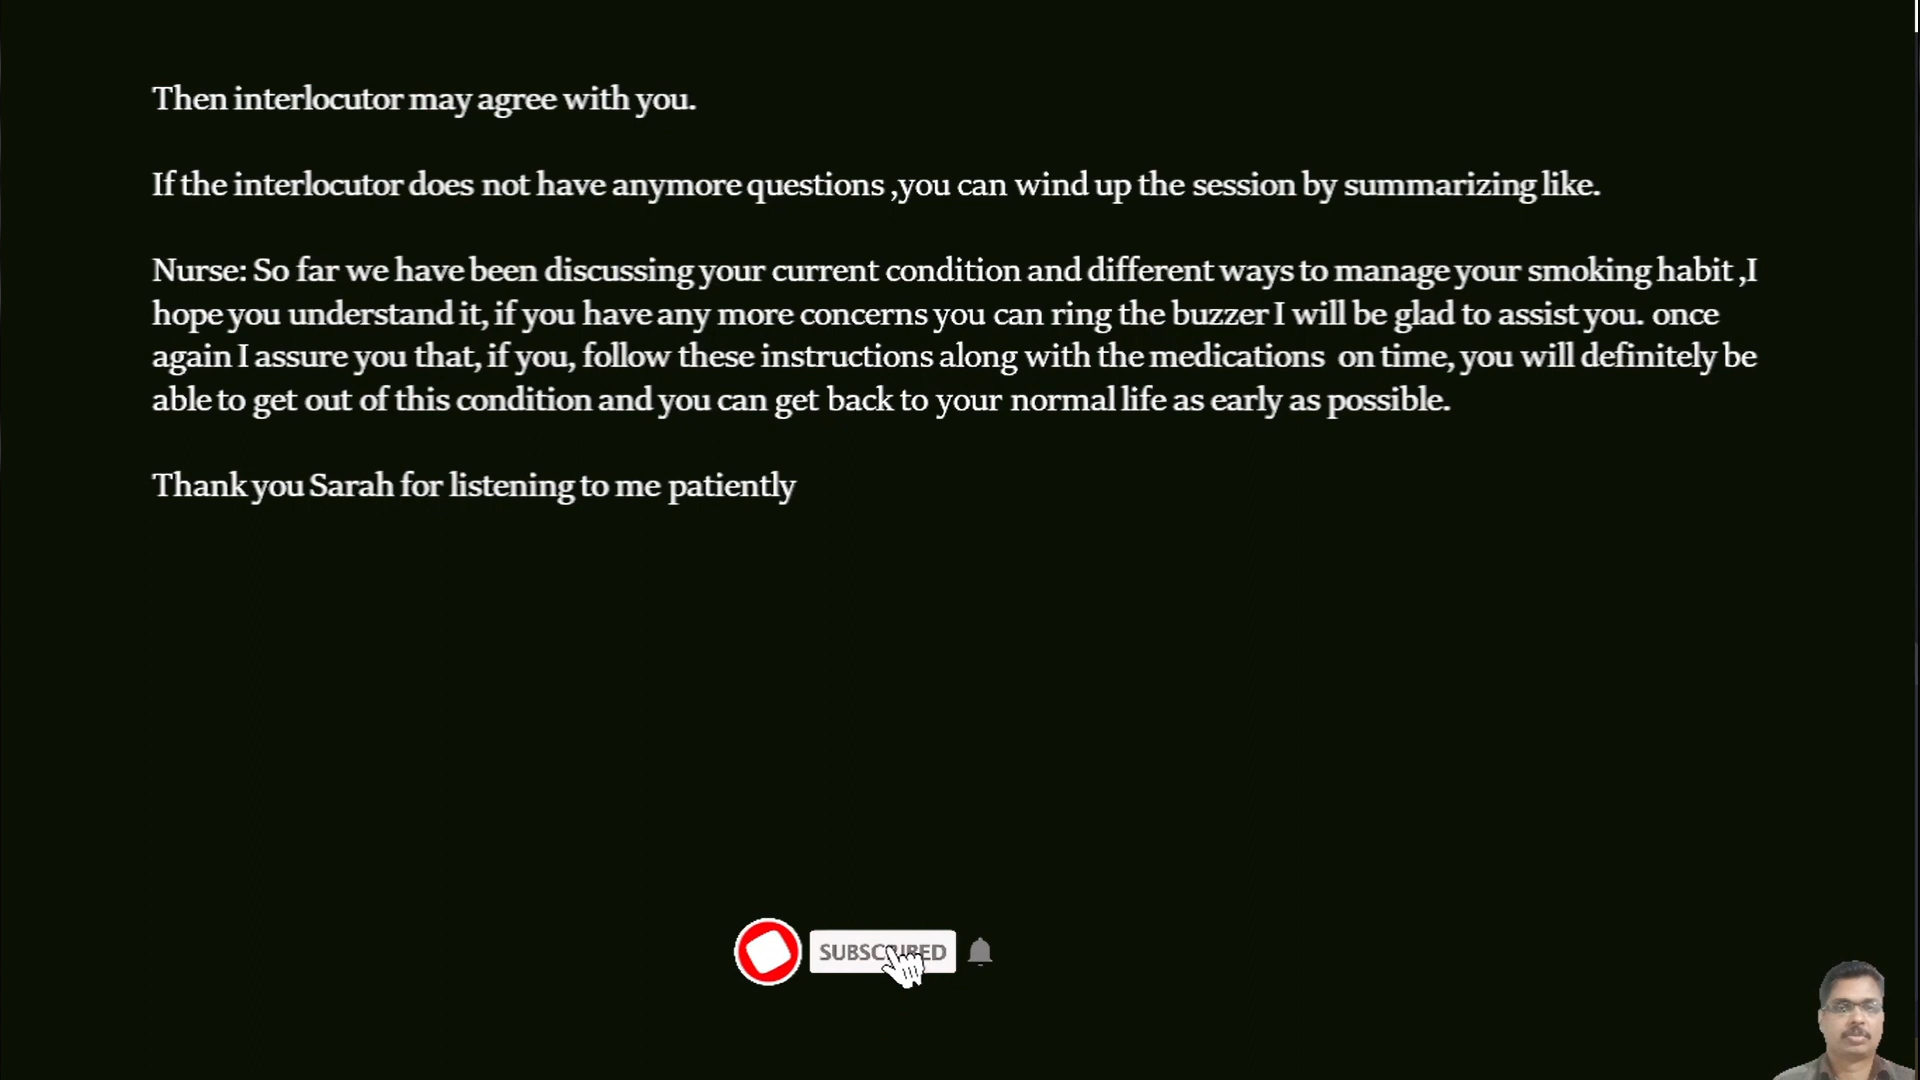 Then interlocutor may agree with you.
If the interlocutor does not have anymore questions ,you can wind up the session by summarizing like.
Nurse: So far we have been discussing your current condition and different ways to manage your smoking habit ,I
hope you understand it, if you have any more concerns you can ring the buzzer I will be glad to assist you. once
again I assure you that, if you, follow these instructions along with the medications on time, you will definitely be
able to get out of this condition and you can get back to your normal life as early as possible.
Thank you Sarah for listening to me patiently
SUBSCRIBED